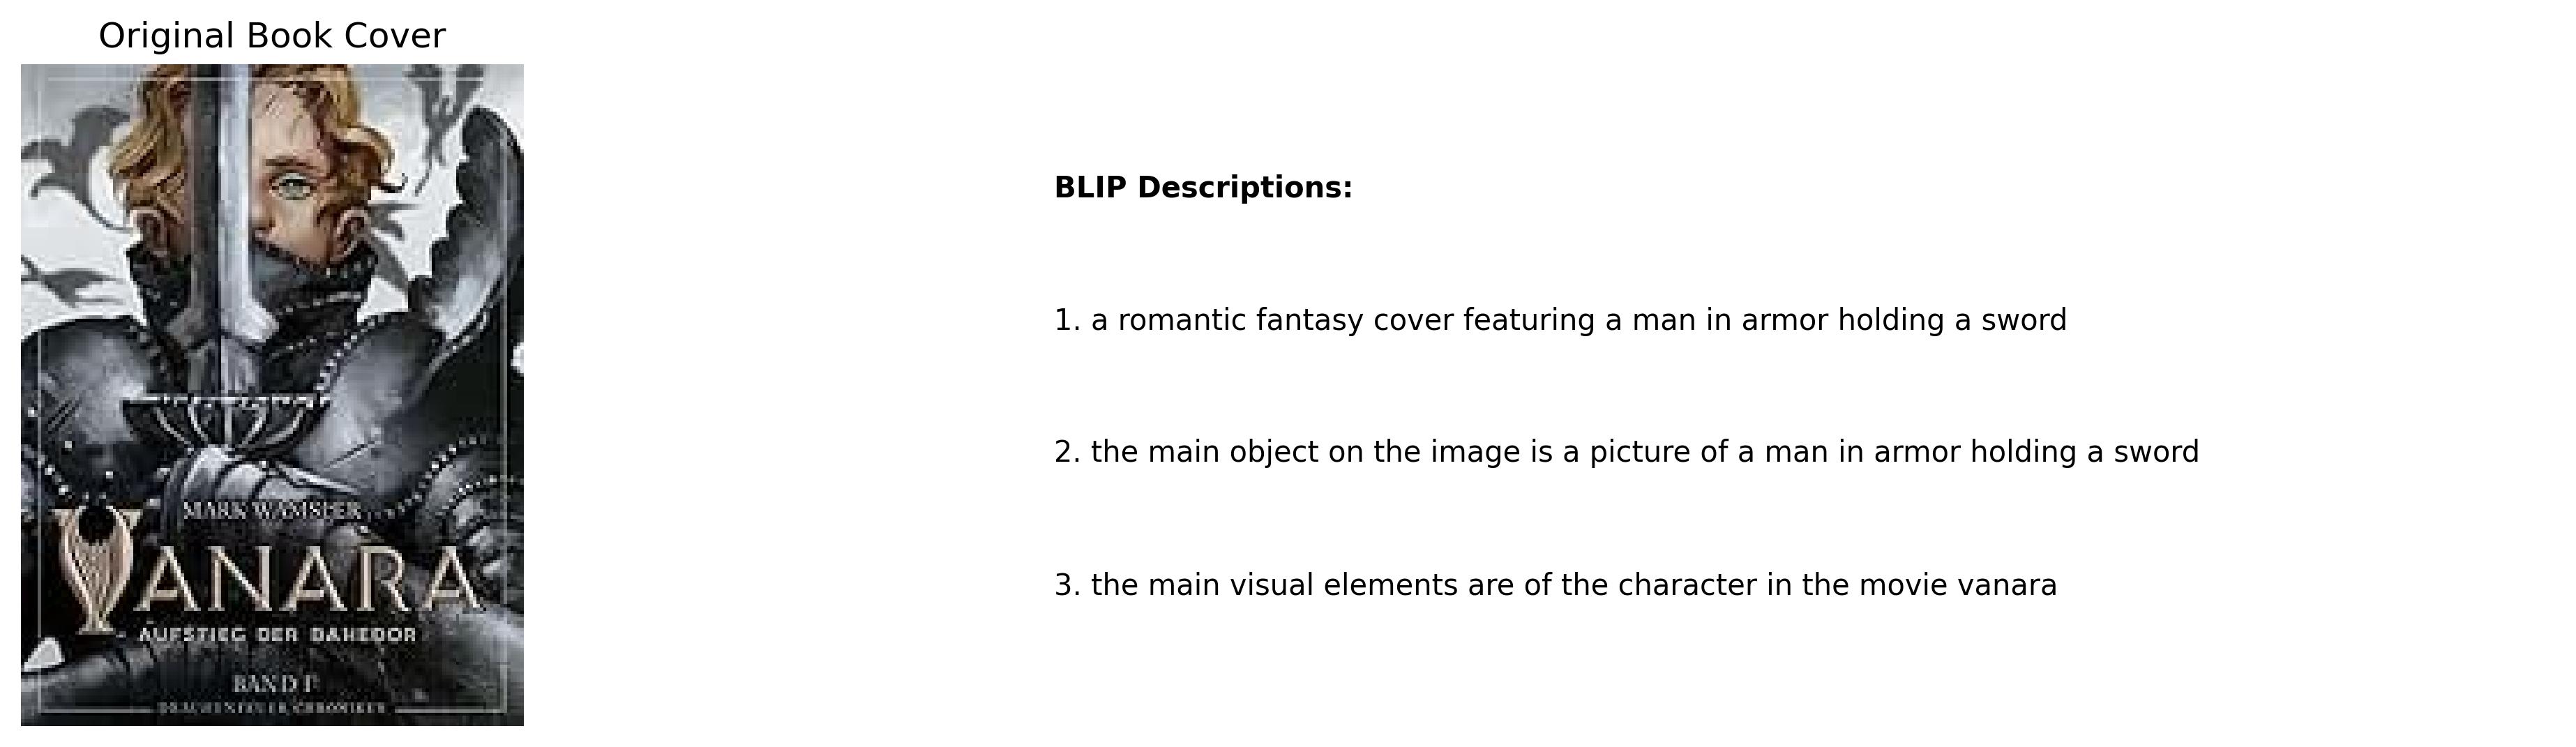 Original Book Cover
MARK WAMSLER
VANARA
AUFSTIEG DER DAHEDOR
BAND I
DRACHENFEUER-CHRONIKEN
BLIP Descriptions:
1. a romantic fantasy cover featuring a man in armor holding a sword
2. the main object on the image is a picture of a man in armor holding a sword
3. the main visual elements are of the character in the movie vanara